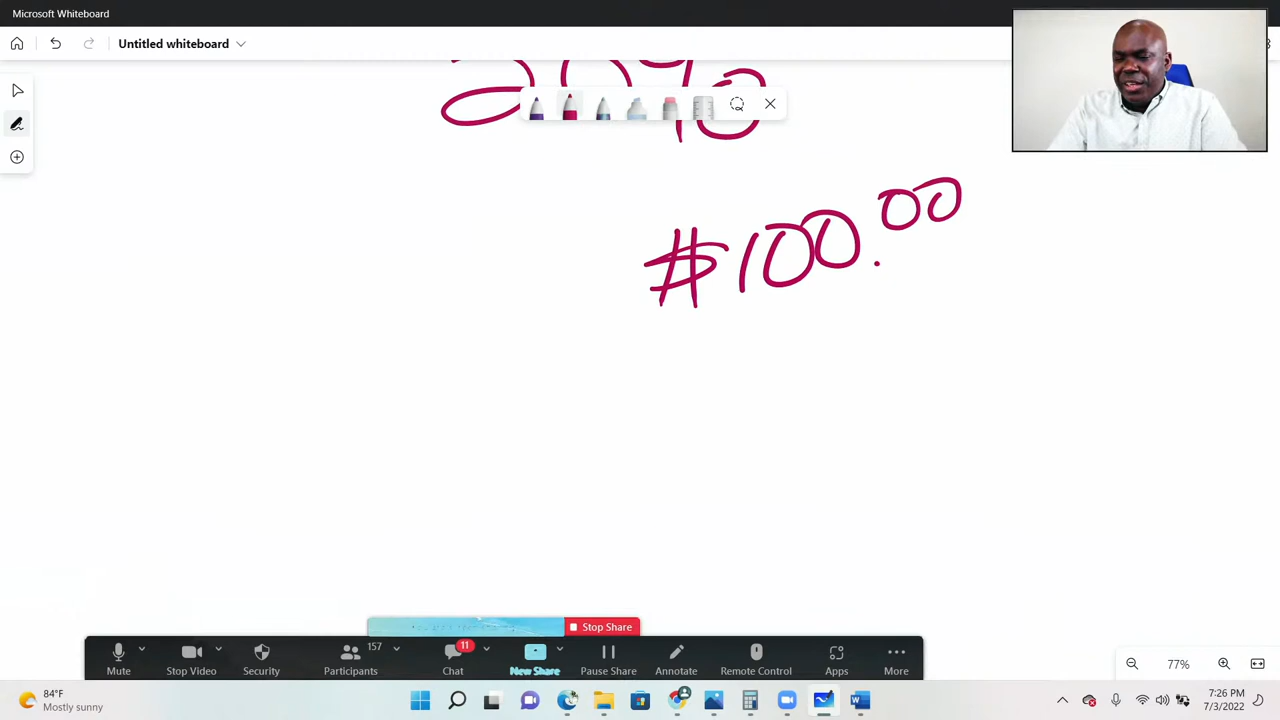 Microsoft Whiteboard
Untitled whiteboard
$100.00
Stop Share
157
11
Mute
Stop Video
Security
Participants
Chat
New Share
Pause Share
Annotate
Remote Control
Apps
More
77%
84°F
Mostly sunny
7:26 PM
7/3/2022